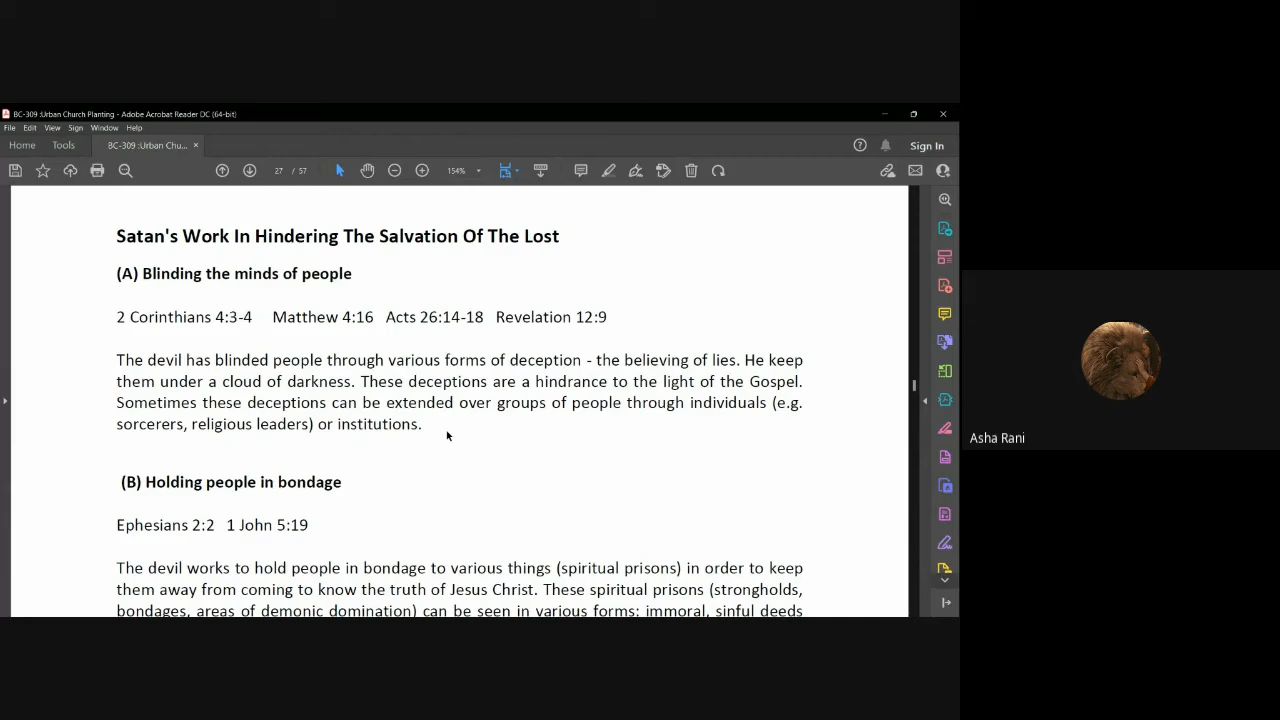 BC-309 :Urban Church Planting - Adobe Acrobat Reader DC (64-bit)
File Edit View Sign Window Help
Home Tools BC-309 :Urban Chu... × Sign In
27 / 57 154%
Satan's Work In Hindering The Salvation Of The Lost
(A) Blinding the minds of people
2 Corinthians 4:3-4 Matthew 4:16 Acts 26:14-18 Revelation 12:9
The devil has blinded people through various forms of deception - the believing of lies. He keep
them under a cloud of darkness. These deceptions are a hindrance to the light of the Gospel.
Sometimes these deceptions can be extended over groups of people through individuals (e.g.
sorcerers, religious leaders) or institutions.
(B) Holding people in bondage
Ephesians 2:2 1 John 5:19
The devil works to hold people in bondage to various things (spiritual prisons) in order to keep
them away from coming to know the truth of Jesus Christ. These spiritual prisons (strongholds,
bondages, areas of demonic domination) can be seen in various forms: immoral, sinful deeds
Asha Rani